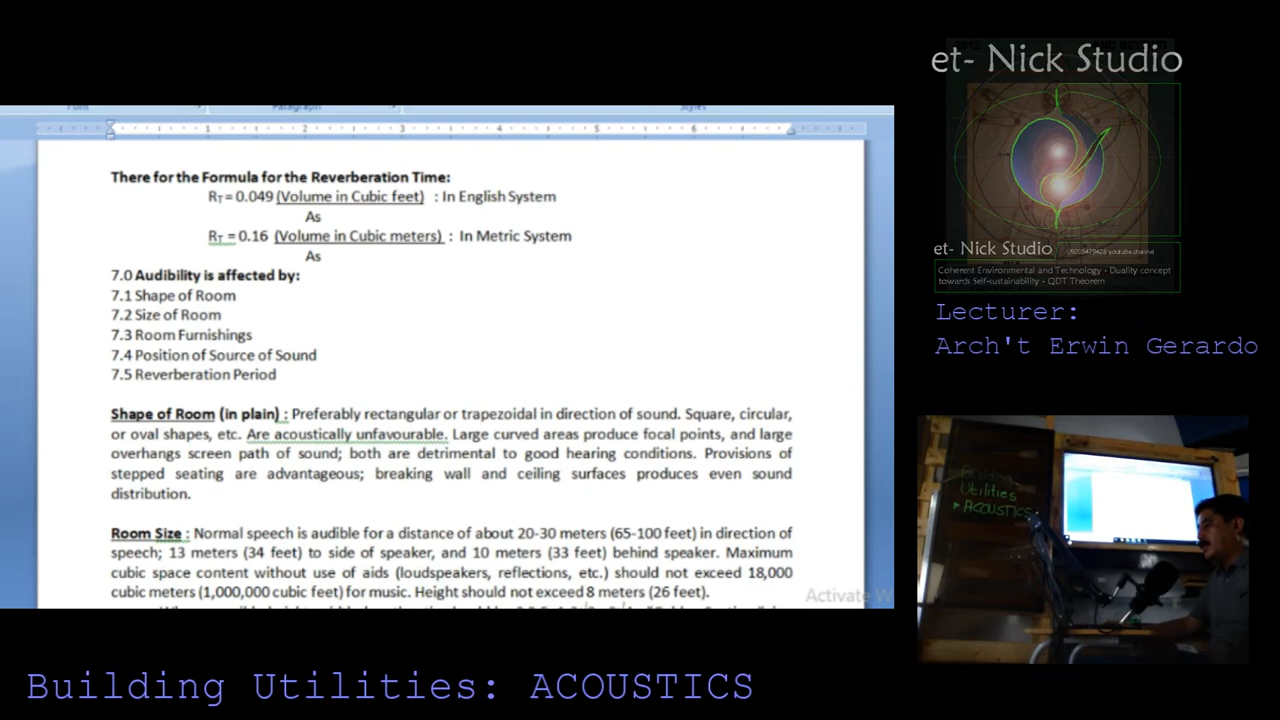 There for the Formula for the Reverberation Time:
RT = 0.049 (Volume in Cubic feet) : In English System
As
RT = 0.16 (Volume in Cubic meters) : In Metric System
As
7.0 Audibility is affected by:
7.1 Shape of Room
7.2 Size of Room
7.3 Room Furnishings
7.4 Position of Source of Sound
7.5 Reverberation Period
Shape of Room (in plain) : Preferably rectangular or trapezoidal in direction of sound. Square, circular,
or oval shapes, etc. Are acoustically unfavourable. Large curved areas produce focal points, and large
overhangs screen path of sound; both are detrimental to good hearing conditions. Provisions of
stepped seating are advantageous; breaking wall and ceiling surfaces produces even sound
distribution.
Room Size : Normal speech is audible for a distance of about 20-30 meters (65-100 feet) in direction of
speech; 13 meters (34 feet) to side of speaker, and 10 meters (33 feet) behind speaker. Maximum
cubic space content without use of aids (loudspeakers, reflections, etc.) should not exceed 18,000
cubic meters (1,000,000 cubic feet) for music. Height should not exceed 8 meters (26 feet).
Activate W
et- Nick Studio
et- Nick Studio
09205479428 youtube channel
Coherent Environmental and Technology - Duality concept
towards Self-sustainability - QDT Theorem
Lecturer:
Arch't Erwin Gerardo
Building
Utilities
ACOUSTICS
Building Utilities: ACOUSTICS